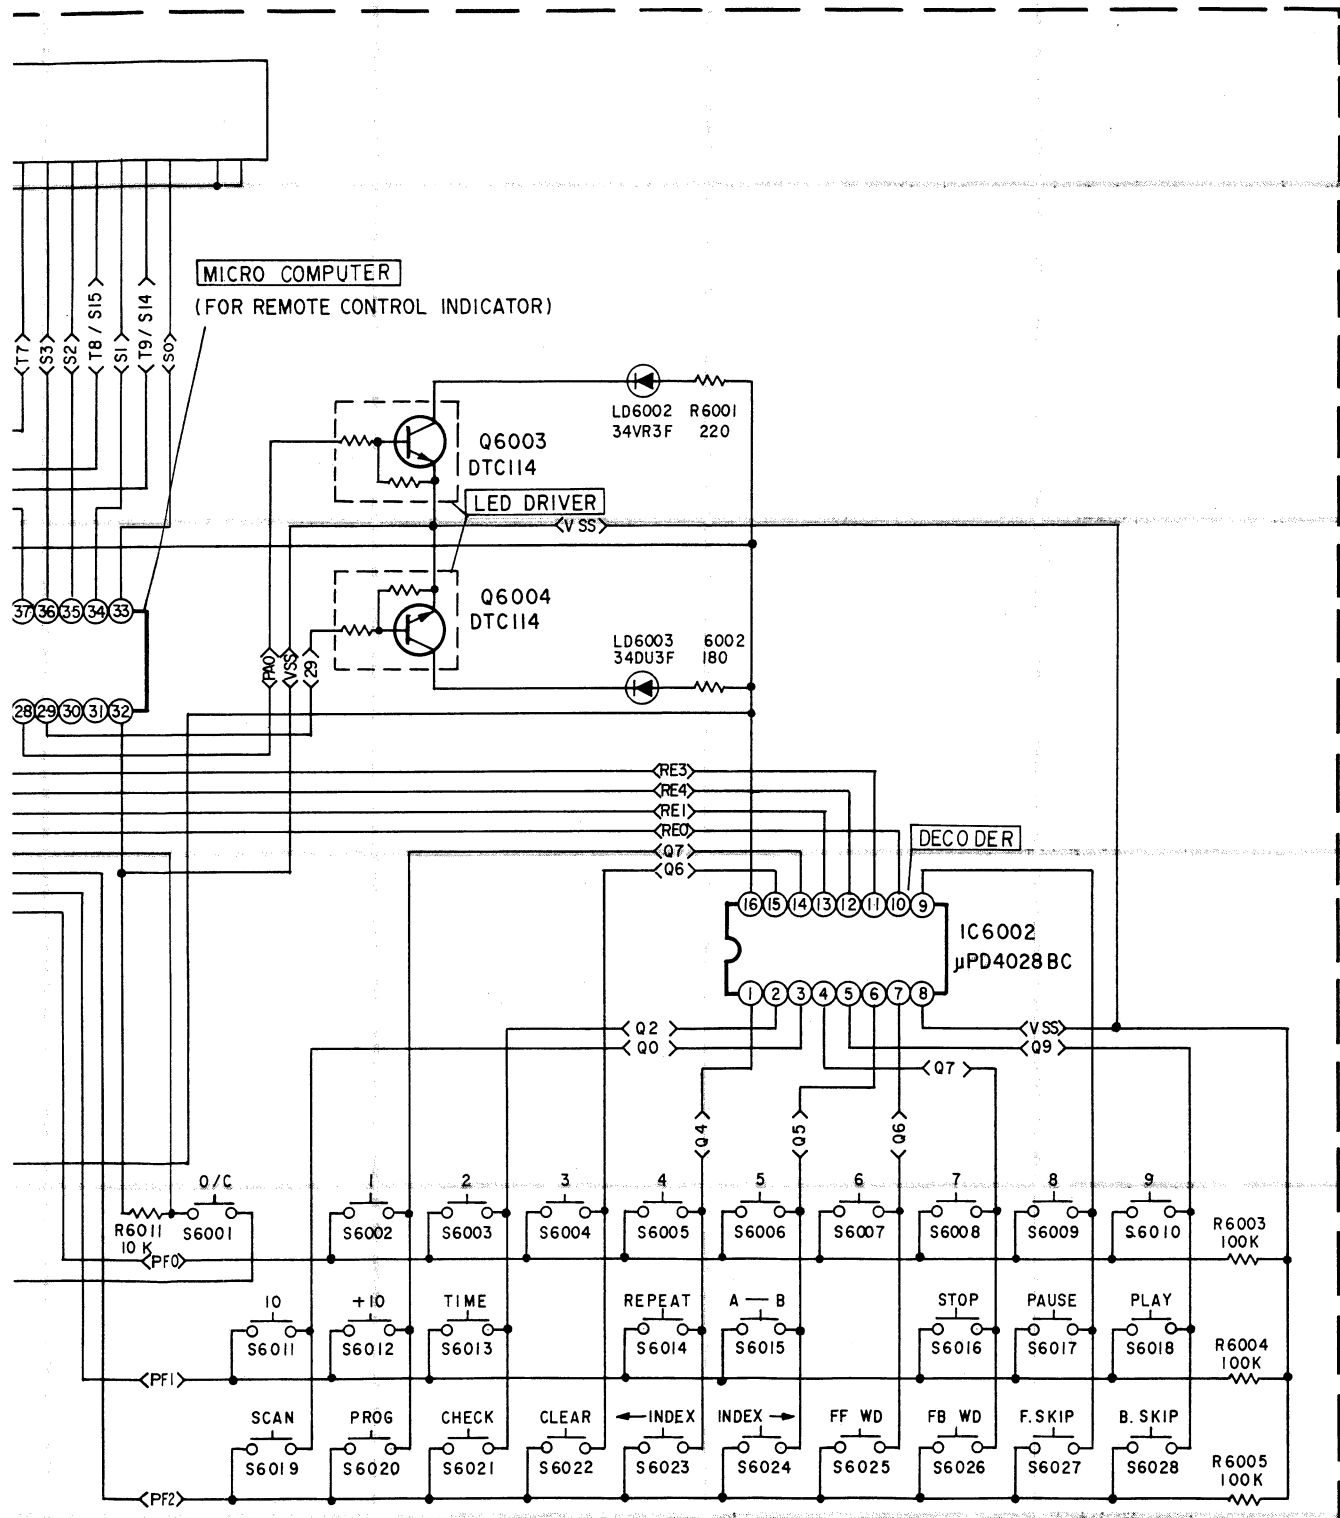 MICRO COMPUTER
(FOR REMOTE CONTROL INDICATOR)
T7
S3
S2
T8 / S15
S1
T9 / S14
S0
LD6002 R6001
34VR3F 220
Q6003
DTC114
LED DRIVER
VSS
Q6004
DTC114
LD6003 6002
34DU3F 180
37 36 35 34 33
PA0
VSS
29
28 29 30 31 32
RE3
RE4
RE1
RE0
Q7
Q6
DECODER
16 15 14 13 12 11 10 9
IC6002
µPD4028BC
1 2 3 4 5 6 7 8
Q2
Q0
VSS
Q9
Q7
Q4
Q5
Q6
O/C 1 2 3 4 5 6 7 8 9
R6011
10 K
S6001 S6002 S6003 S6004 S6005 S6006 S6007 S6008 S6009 S6010
R6003
100K
PF0
10 +10 TIME REPEAT A — B STOP PAUSE PLAY
S6011 S6012 S6013 S6014 S6015 S6016 S6017 S6018
R6004
100K
PF1
SCAN PROG CHECK CLEAR ←INDEX INDEX→ FF WD FB WD F.SKIP B.SKIP
S6019 S6020 S6021 S6022 S6023 S6024 S6025 S6026 S6027 S6028
R6005
100K
PF2